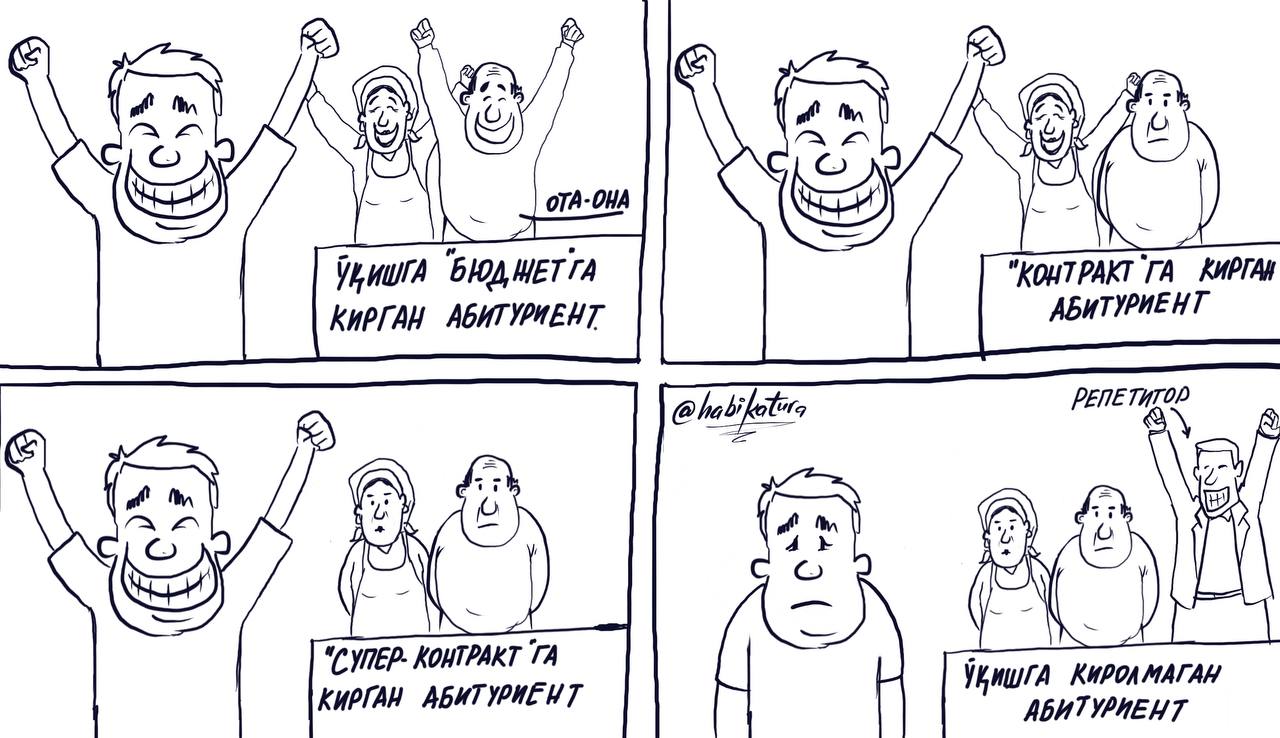 ОТА-ОНА
ЎҚИШГА "БЮДЖЕТ"ГА
КИРГАН АБИТУРИЕНТ.
"КОНТРАКТ"ГА КИРГАН
АБИТУРИЕНТ
"СУПЕР-КОНТРАКТ"ГА
КИРГАН АБИТУРИЕНТ
@habikatura
РЕПЕТИТОР
ЎҚИШГА КИРОЛМАГАН
АБИТУРИЕНТ